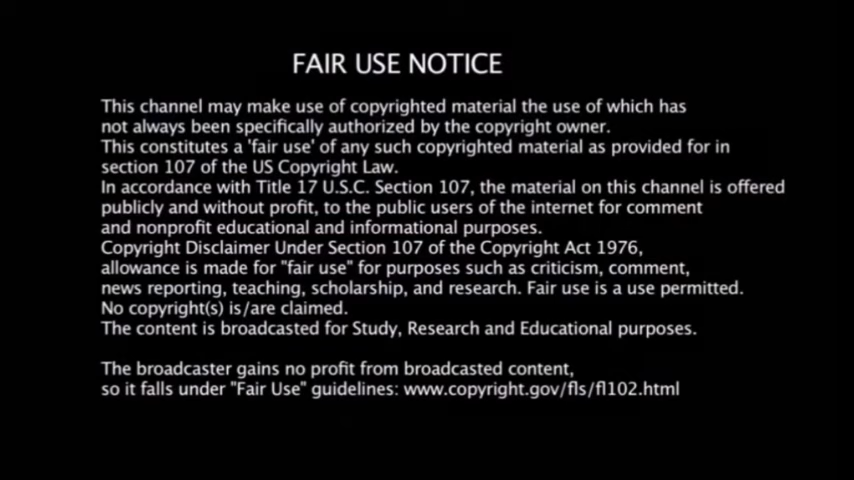 FAIR USE NOTICE
This channel may make use of copyrighted material the use of which has
not always been specifically authorized by the copyright owner.
This constitutes a 'fair use' of any such copyrighted material as provided for in
section 107 of the US Copyright Law.
In accordance with Title 17 U.S.C. Section 107, the material on this channel is offered
publicly and without profit, to the public users of the internet for comment
and nonprofit educational and informational purposes.
Copyright Disclaimer Under Section 107 of the Copyright Act 1976,
allowance is made for "fair use" for purposes such as criticism, comment,
news reporting, teaching, scholarship, and research. Fair use is a use permitted.
No copyright(s) is/are claimed.
The content is broadcasted for Study, Research and Educational purposes.
The broadcaster gains no profit from broadcasted content,
so it falls under "Fair Use" guidelines: www.copyright.gov/fls/fl102.html